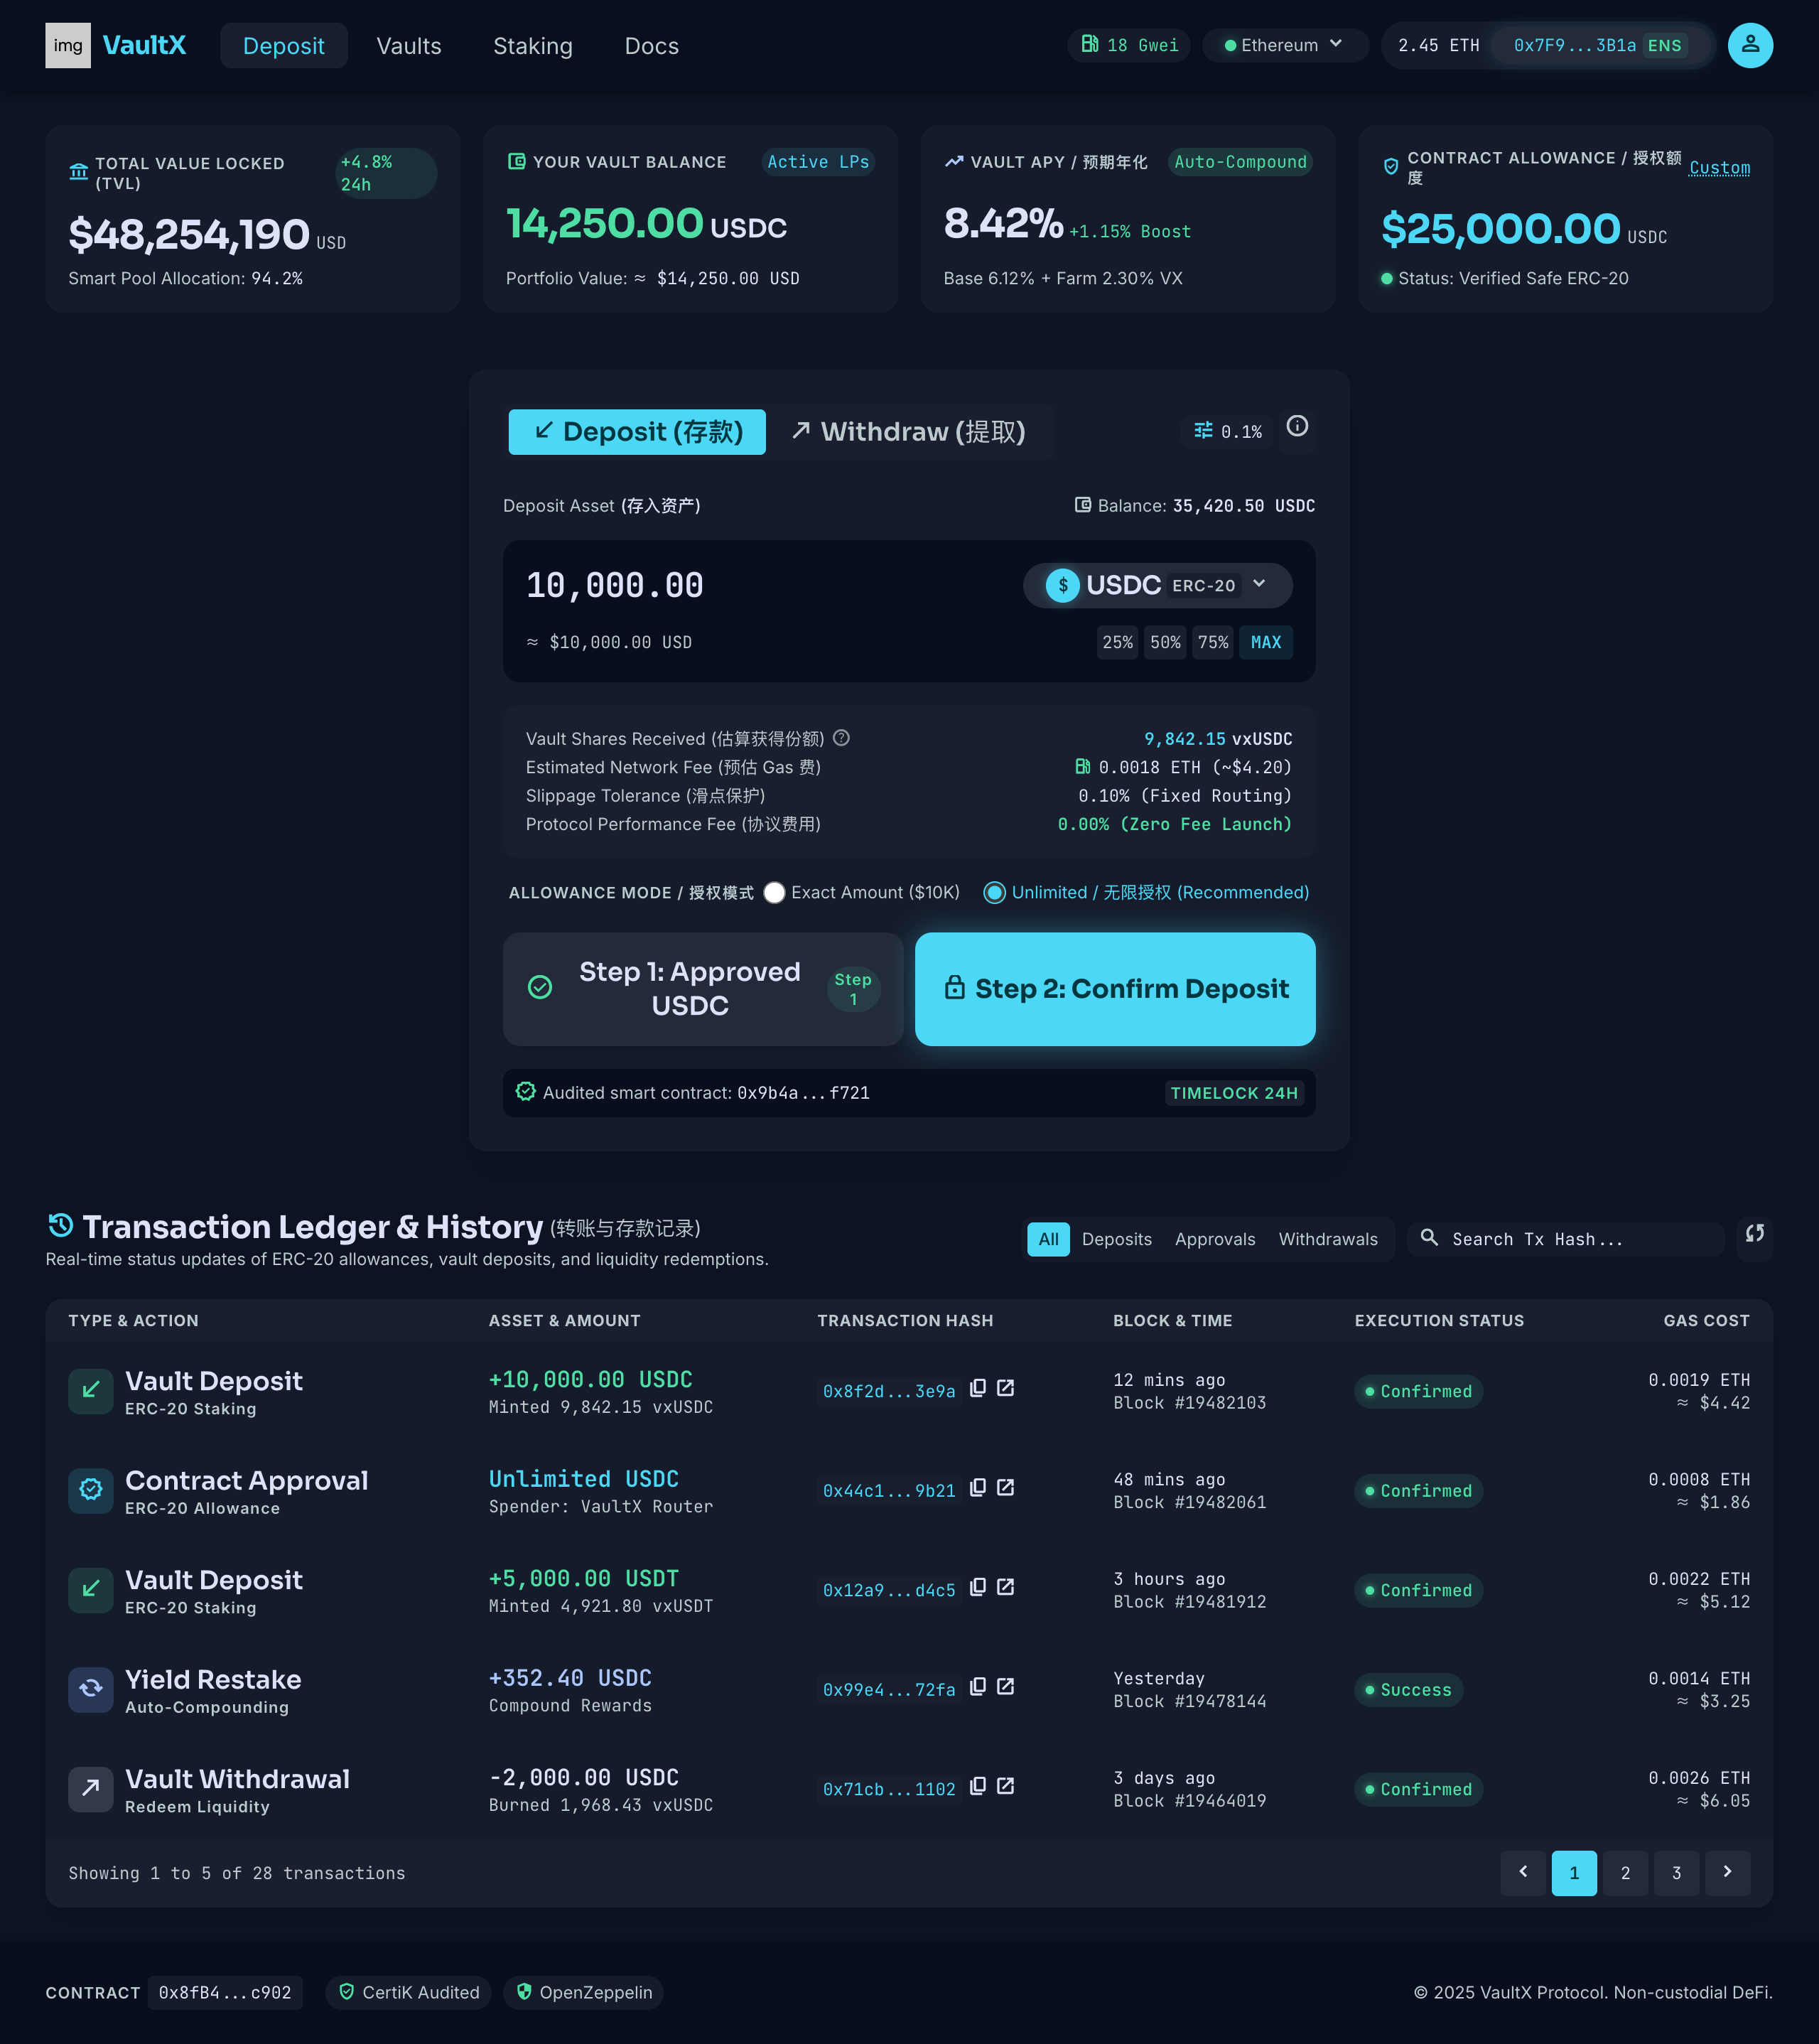 img VaultX Deposit Vaults Staking Docs 18 Gwei Ethereum 2.45 ETH 0x7F9...3B1a ENS
TOTAL VALUE LOCKED (TVL) +4.8% 24h
$48,254,190 USD
Smart Pool Allocation: 94.2%
YOUR VAULT BALANCE Active LPs
14,250.00 USDC
Portfolio Value: ≈ $14,250.00 USD
VAULT APY / 预期年化 Auto-Compound
8.42% +1.15% Boost
Base 6.12% + Farm 2.30% VX
CONTRACT ALLOWANCE / 授权额度 Custom
$25,000.00 USDC
Status: Verified Safe ERC-20
Deposit (存款) Withdraw (提取) 0.1%
Deposit Asset (存入资产) Balance: 35,420.50 USDC
10,000.00 $ USDC ERC-20
≈ $10,000.00 USD 25% 50% 75% MAX
Vault Shares Received (估算获得份额) ? 9,842.15 vxUSDC
Estimated Network Fee (预估 Gas 费) 0.0018 ETH (~$4.20)
Slippage Tolerance (滑点保护) 0.10% (Fixed Routing)
Protocol Performance Fee (协议费用) 0.00% (Zero Fee Launch)
ALLOWANCE MODE / 授权模式 Exact Amount ($10K) Unlimited / 无限授权 (Recommended)
Step 1: Approved USDC Step 1 Step 2: Confirm Deposit
Audited smart contract: 0x9b4a...f721 TIMELOCK 24H
Transaction Ledger & History (转账与存款记录)
Real-time status updates of ERC-20 allowances, vault deposits, and liquidity redemptions.
All Deposits Approvals Withdrawals Search Tx Hash...
TYPE & ACTION ASSET & AMOUNT TRANSACTION HASH BLOCK & TIME EXECUTION STATUS GAS COST
Vault Deposit +10,000.00 USDC 0x8f2d...3e9a 12 mins ago Confirmed 0.0019 ETH
ERC-20 Staking Minted 9,842.15 vxUSDC Block #19482103 ≈ $4.42
Contract Approval Unlimited USDC 0x44c1...9b21 48 mins ago Confirmed 0.0008 ETH
ERC-20 Allowance Spender: VaultX Router Block #19482061 ≈ $1.86
Vault Deposit +5,000.00 USDT 0x12a9...d4c5 3 hours ago Confirmed 0.0022 ETH
ERC-20 Staking Minted 4,921.80 vxUSDT Block #19481912 ≈ $5.12
Yield Restake +352.40 USDC 0x99e4...72fa Yesterday Success 0.0014 ETH
Auto-Compounding Compound Rewards Block #19478144 ≈ $3.25
Vault Withdrawal -2,000.00 USDC 0x71cb...1102 3 days ago Confirmed 0.0026 ETH
Redeem Liquidity Burned 1,968.43 vxUSDC Block #19464019 ≈ $6.05
Showing 1 to 5 of 28 transactions 1 2 3
CONTRACT 0x8fB4...c902 CertiK Audited OpenZeppelin © 2025 VaultX Protocol. Non-custodial DeFi.